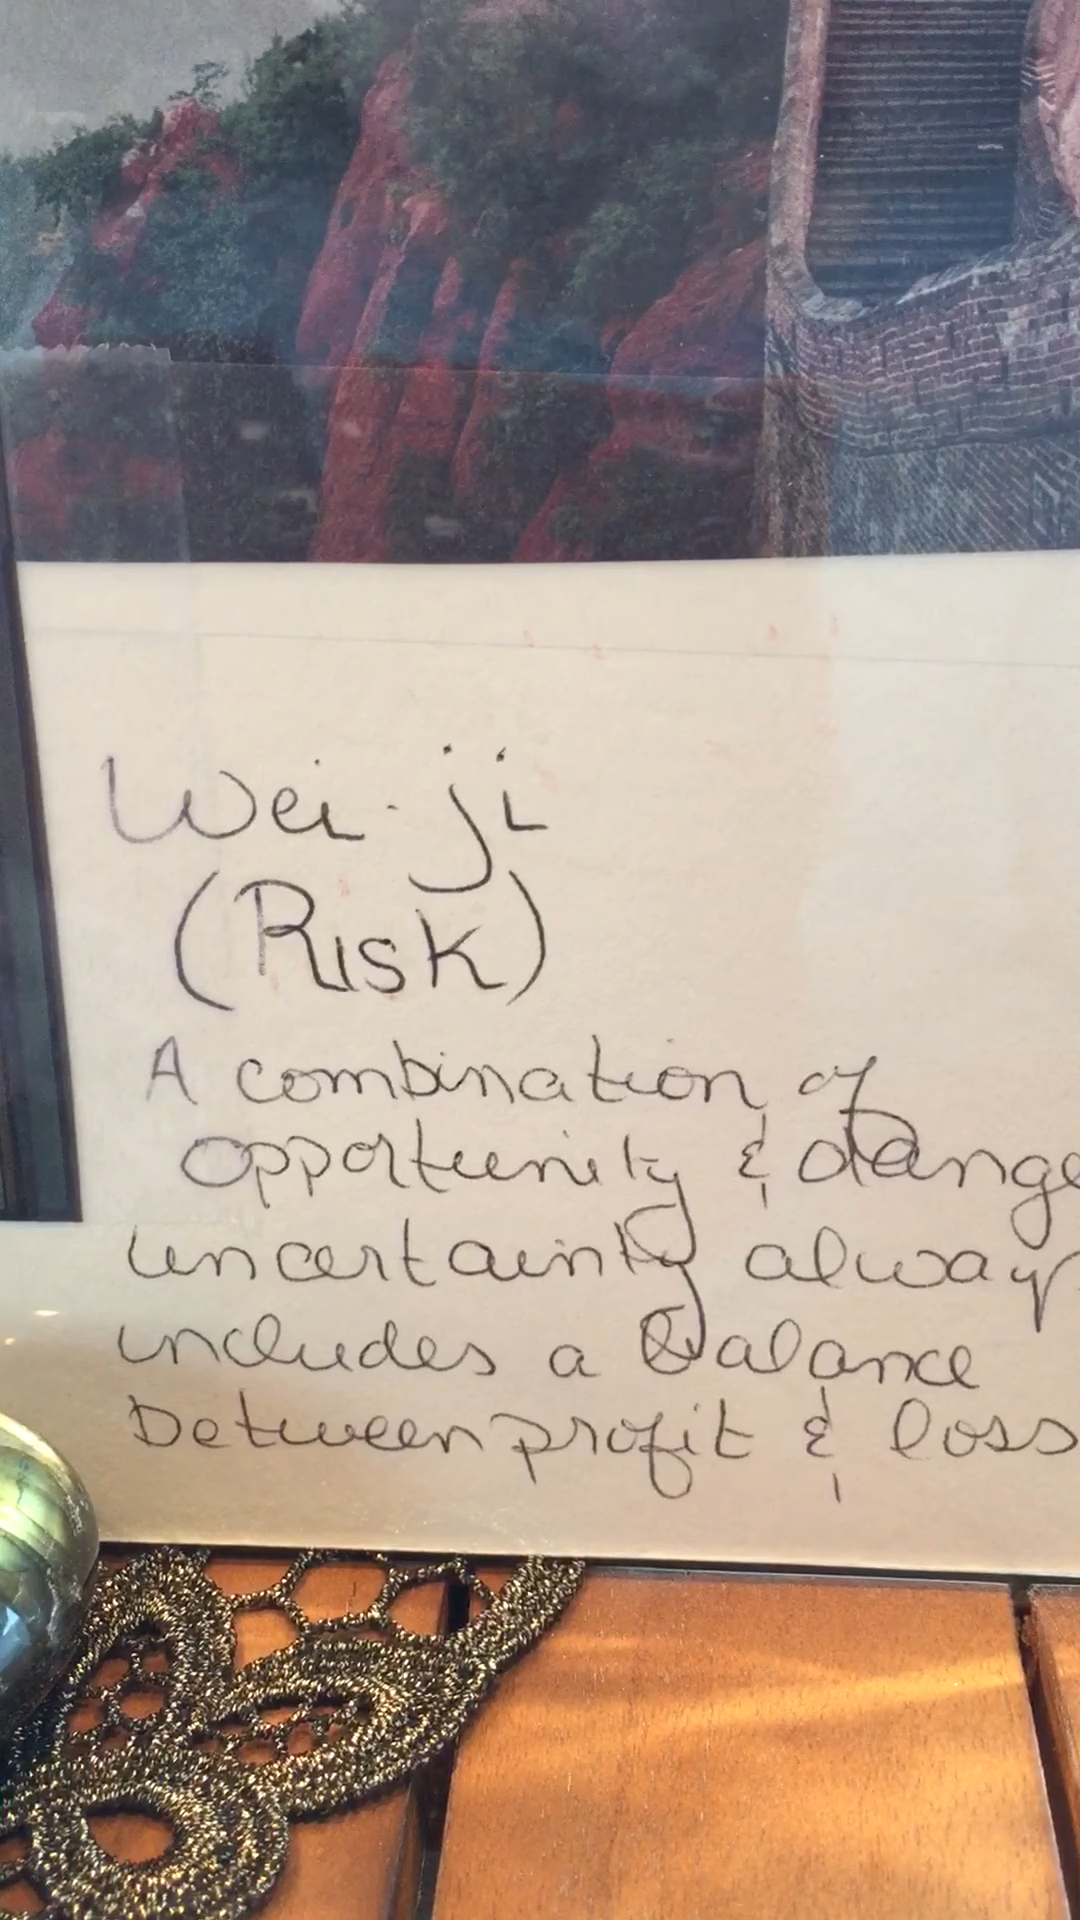 Wei-ji
(Risk)
A combination of
opportunity & dange
uncertainty always
includes a balance
between profit & loss